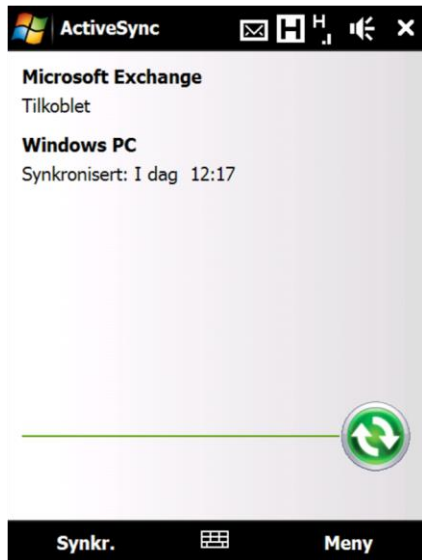 ActiveSync H H
Microsoft Exchange
Tilkoblet
Windows PC
Synkronisert: I dag 12:17
Synkr. Meny